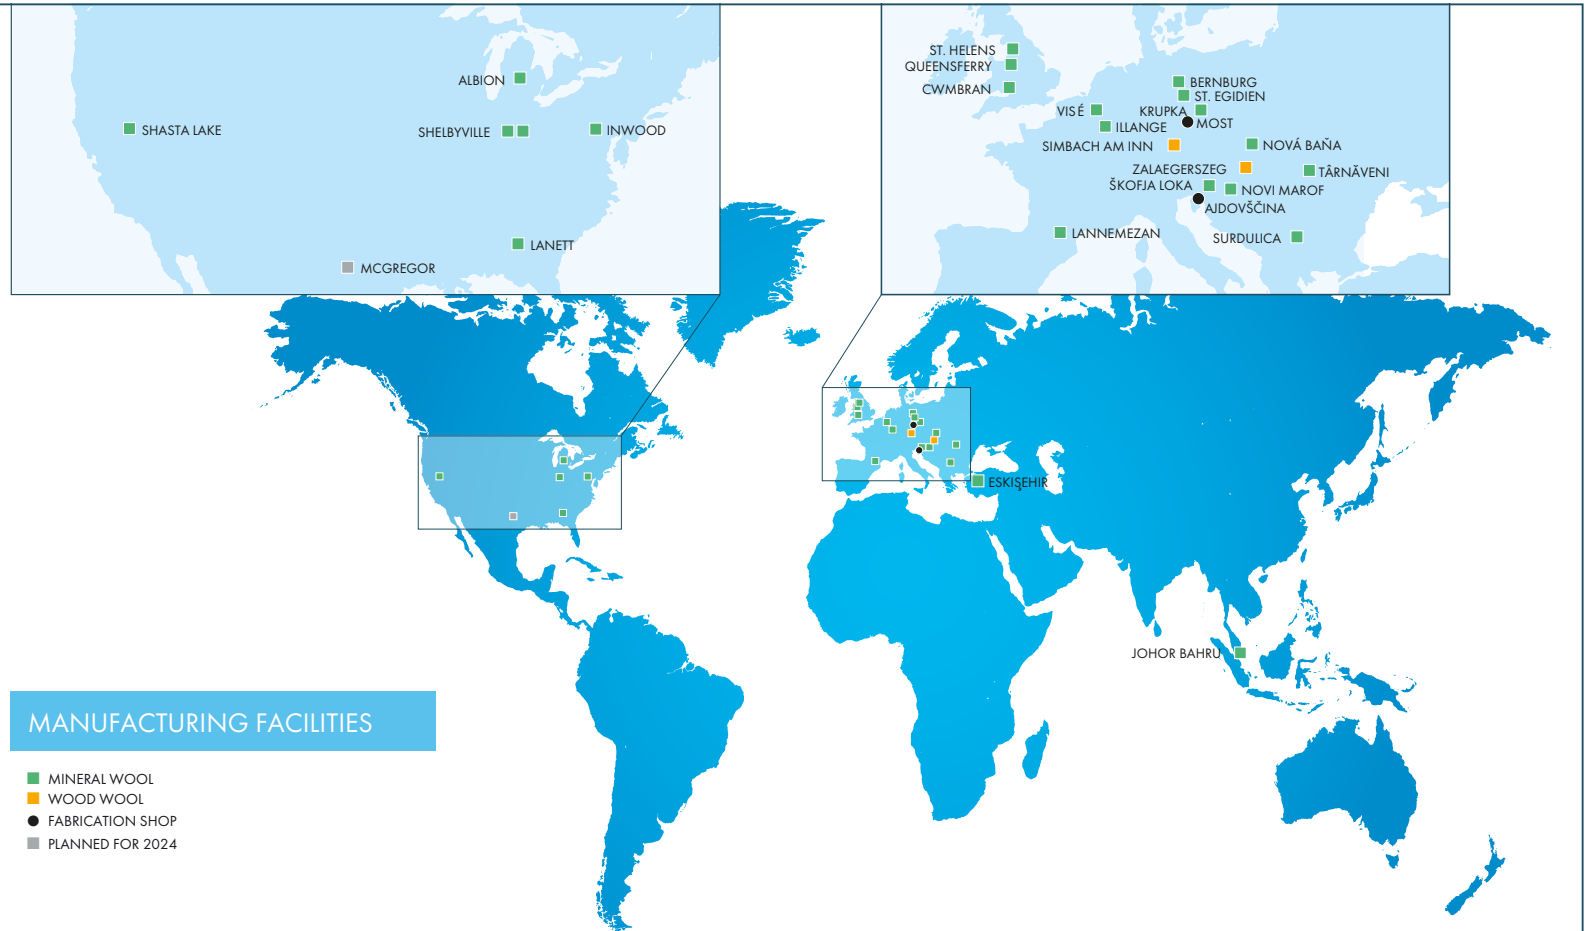 ALBION
SHASTA LAKE
SHELBYVILLE
INWOOD
LANETT
MCGREGOR
ST. HELENS
QUEENSFERRY
CWMBRAN
BERNBURG
ST. EGIDIEN
VISÉ
KRUPKA
ILLANGE
MOST
SIMBACH AM INN
NOVÁ BAŇA
ZALAEGERSZEG
TÂRNĂVENI
ŠKOFJA LOKA
NOVI MAROF
AJDOVŠČINA
LANNEMEZAN
SURDULICA
ESKIŞEHIR
JOHOR BAHRU
MANUFACTURING FACILITIES
MINERAL WOOL
WOOD WOOL
FABRICATION SHOP
PLANNED FOR 2024